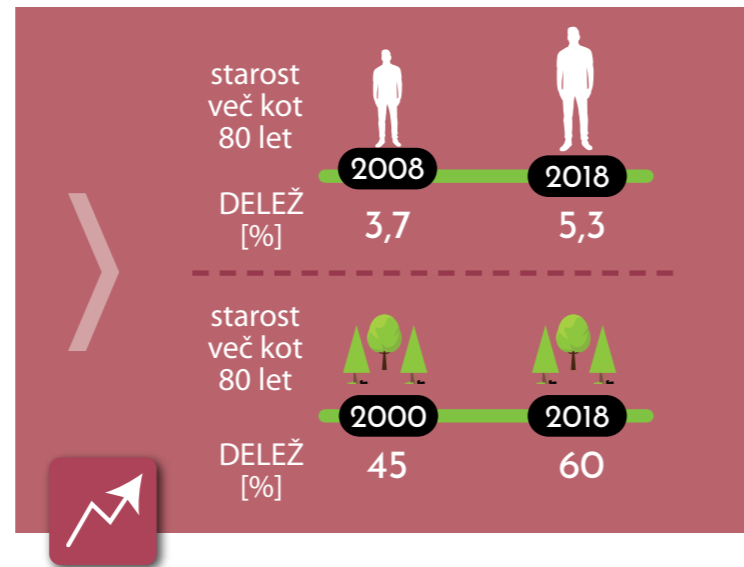 starost
več kot
80 let
2008 2018
DELEŽ
[%]
3,7 5,3
starost
več kot
80 let
2000 2018
DELEŽ
[%]
45 60